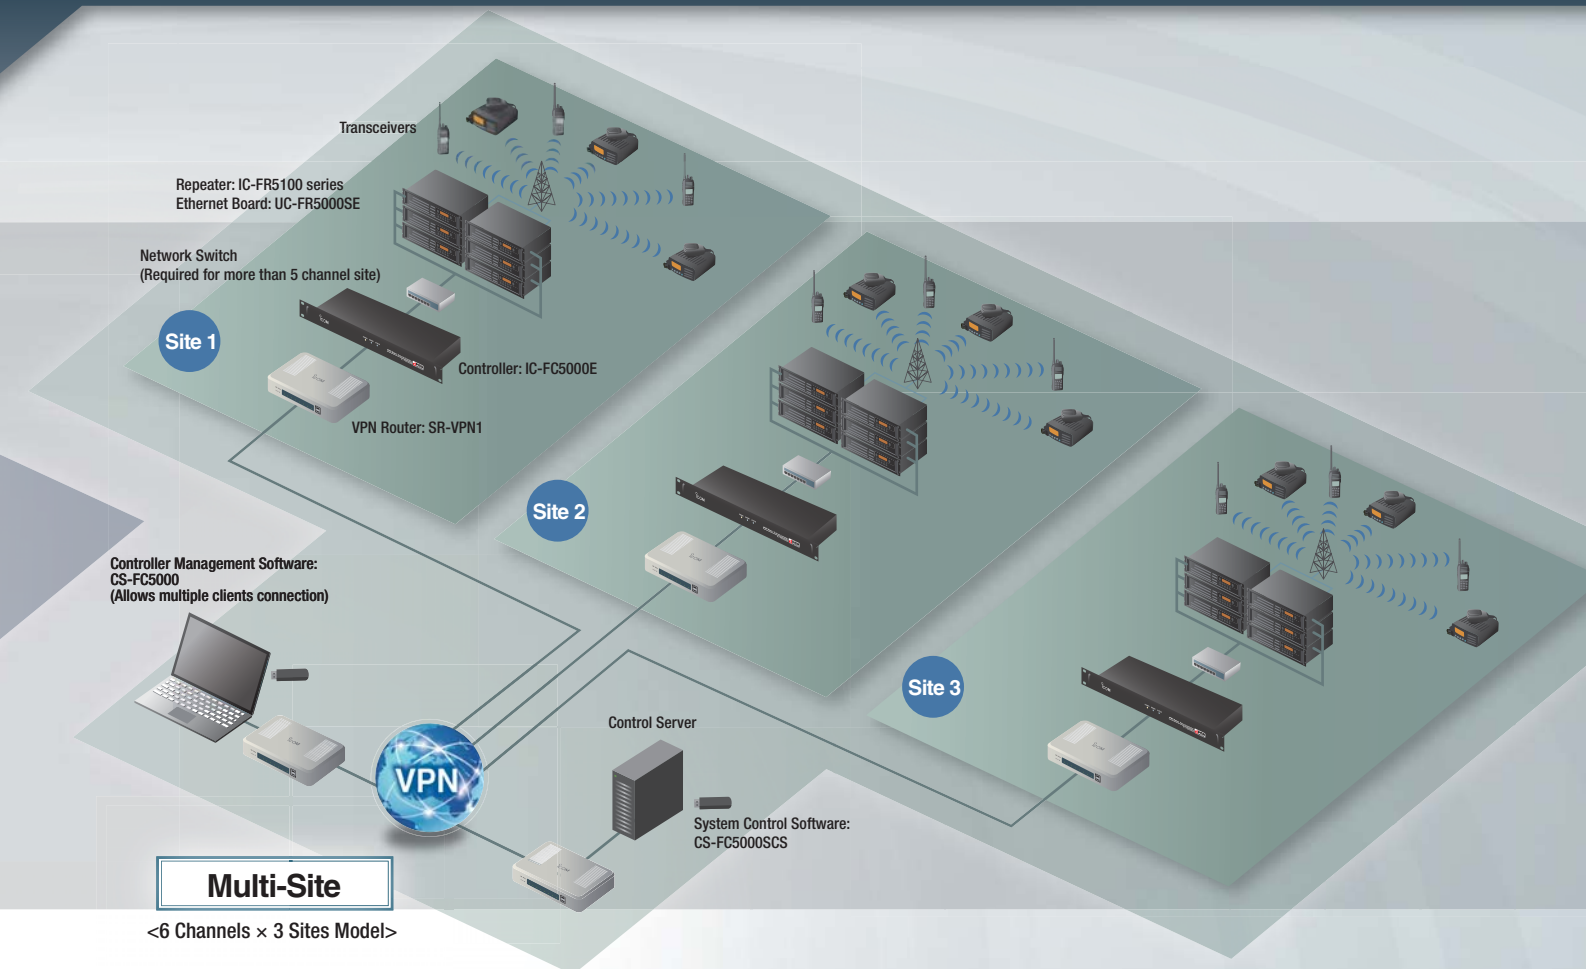 Transceivers
Repeater: IC-FR5100 series
Ethernet Board: UC-FR5000SE
Network Switch
(Required for more than 5 channel site)
Site 1
Controller: IC-FC5000E
VPN Router: SR-VPN1
Site 2
Site 3
Controller Management Software:
CS-FC5000
(Allows multiple clients connection)
VPN
Control Server
System Control Software:
CS-FC5000SCS
Multi-Site
<6 Channels × 3 Sites Model>